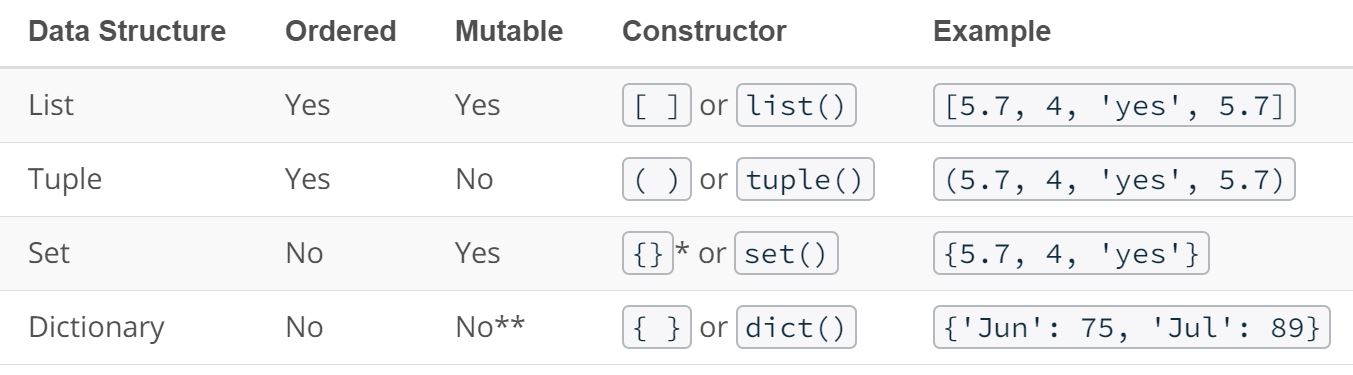 Data Structure Ordered Mutable Constructor Example
List Yes Yes [ ] or list() [5.7, 4, 'yes', 5.7]
Tuple Yes No ( ) or tuple() (5.7, 4, 'yes', 5.7)
Set No Yes {}* or set() {5.7, 4, 'yes'}
Dictionary No No** { } or dict() {'Jun': 75, 'Jul': 89}